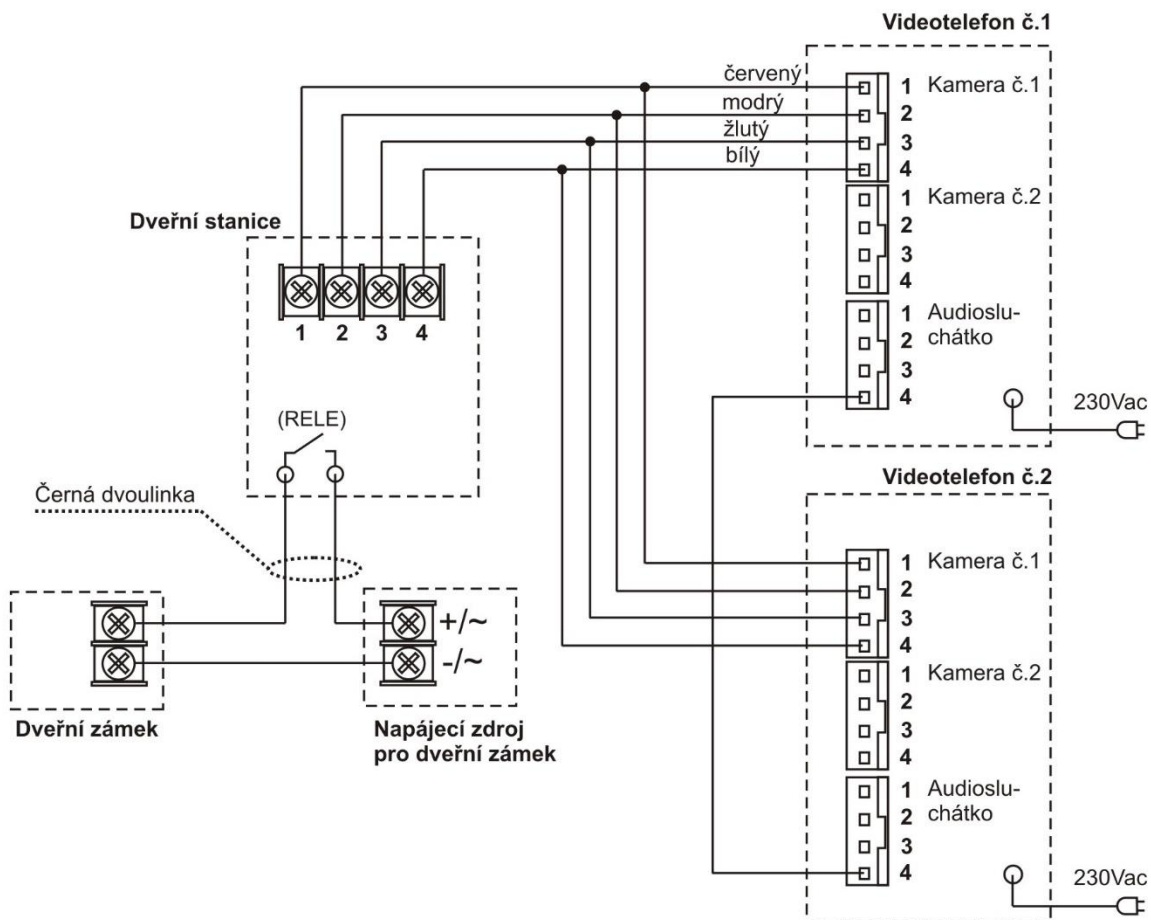 Videotelefon č.1
červený
1 Kamera č.1
modrý
2
žlutý
3
bílý
4
1 Kamera č.2
2
3
4
1 Audioslu-
2 chátko
3
4
230Vac
Dveřní stanice
1 2 3 4
(RELE)
Černá dvoulinka
+/~
-/~
Dveřní zámek
Napájecí zdroj
pro dveřní zámek
Videotelefon č.2
1 Kamera č.1
2
3
4
1 Kamera č.2
2
3
4
1 Audioslu-
2 chátko
3
4
230Vac